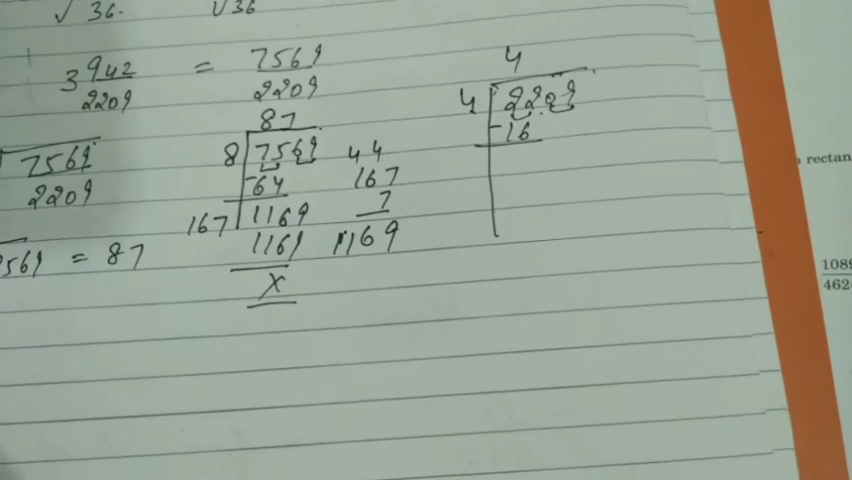 √36. √36
3 942/2209 = 7569/2209
87
8 7569 44
-64 167
167 1169 7
1169 1169
X
√7569
2209
7569 = 87
4
4 2209
-16
rectan
1089
462